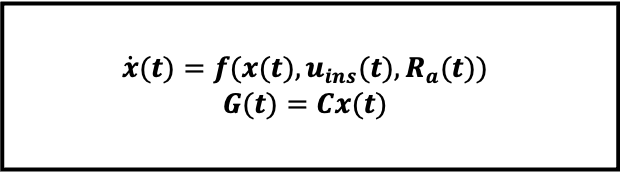 ẋ(t) = f(x(t), u_ins(t), R_a(t))
G(t) = Cx(t)